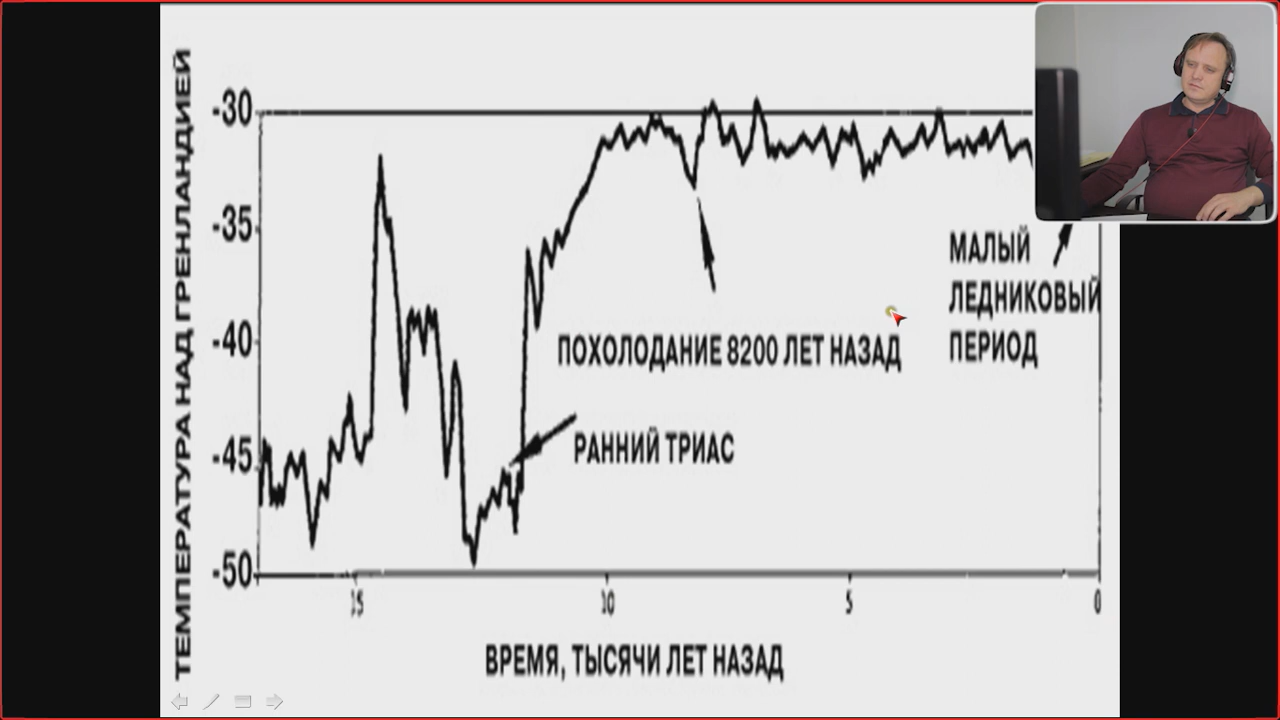 ТЕМПЕРАТУРА НАД ГРЕНЛАНДИЕЙ
-30
-35
-40
-45
-50
МАЛЫЙ
ЛЕДНИКОВЫЙ
ПЕРИОД
ПОХОЛОДАНИЕ 8200 ЛЕТ НАЗАД
РАННИЙ ТРИАС
15
10
5
0
ВРЕМЯ, ТЫСЯЧИ ЛЕТ НАЗАД